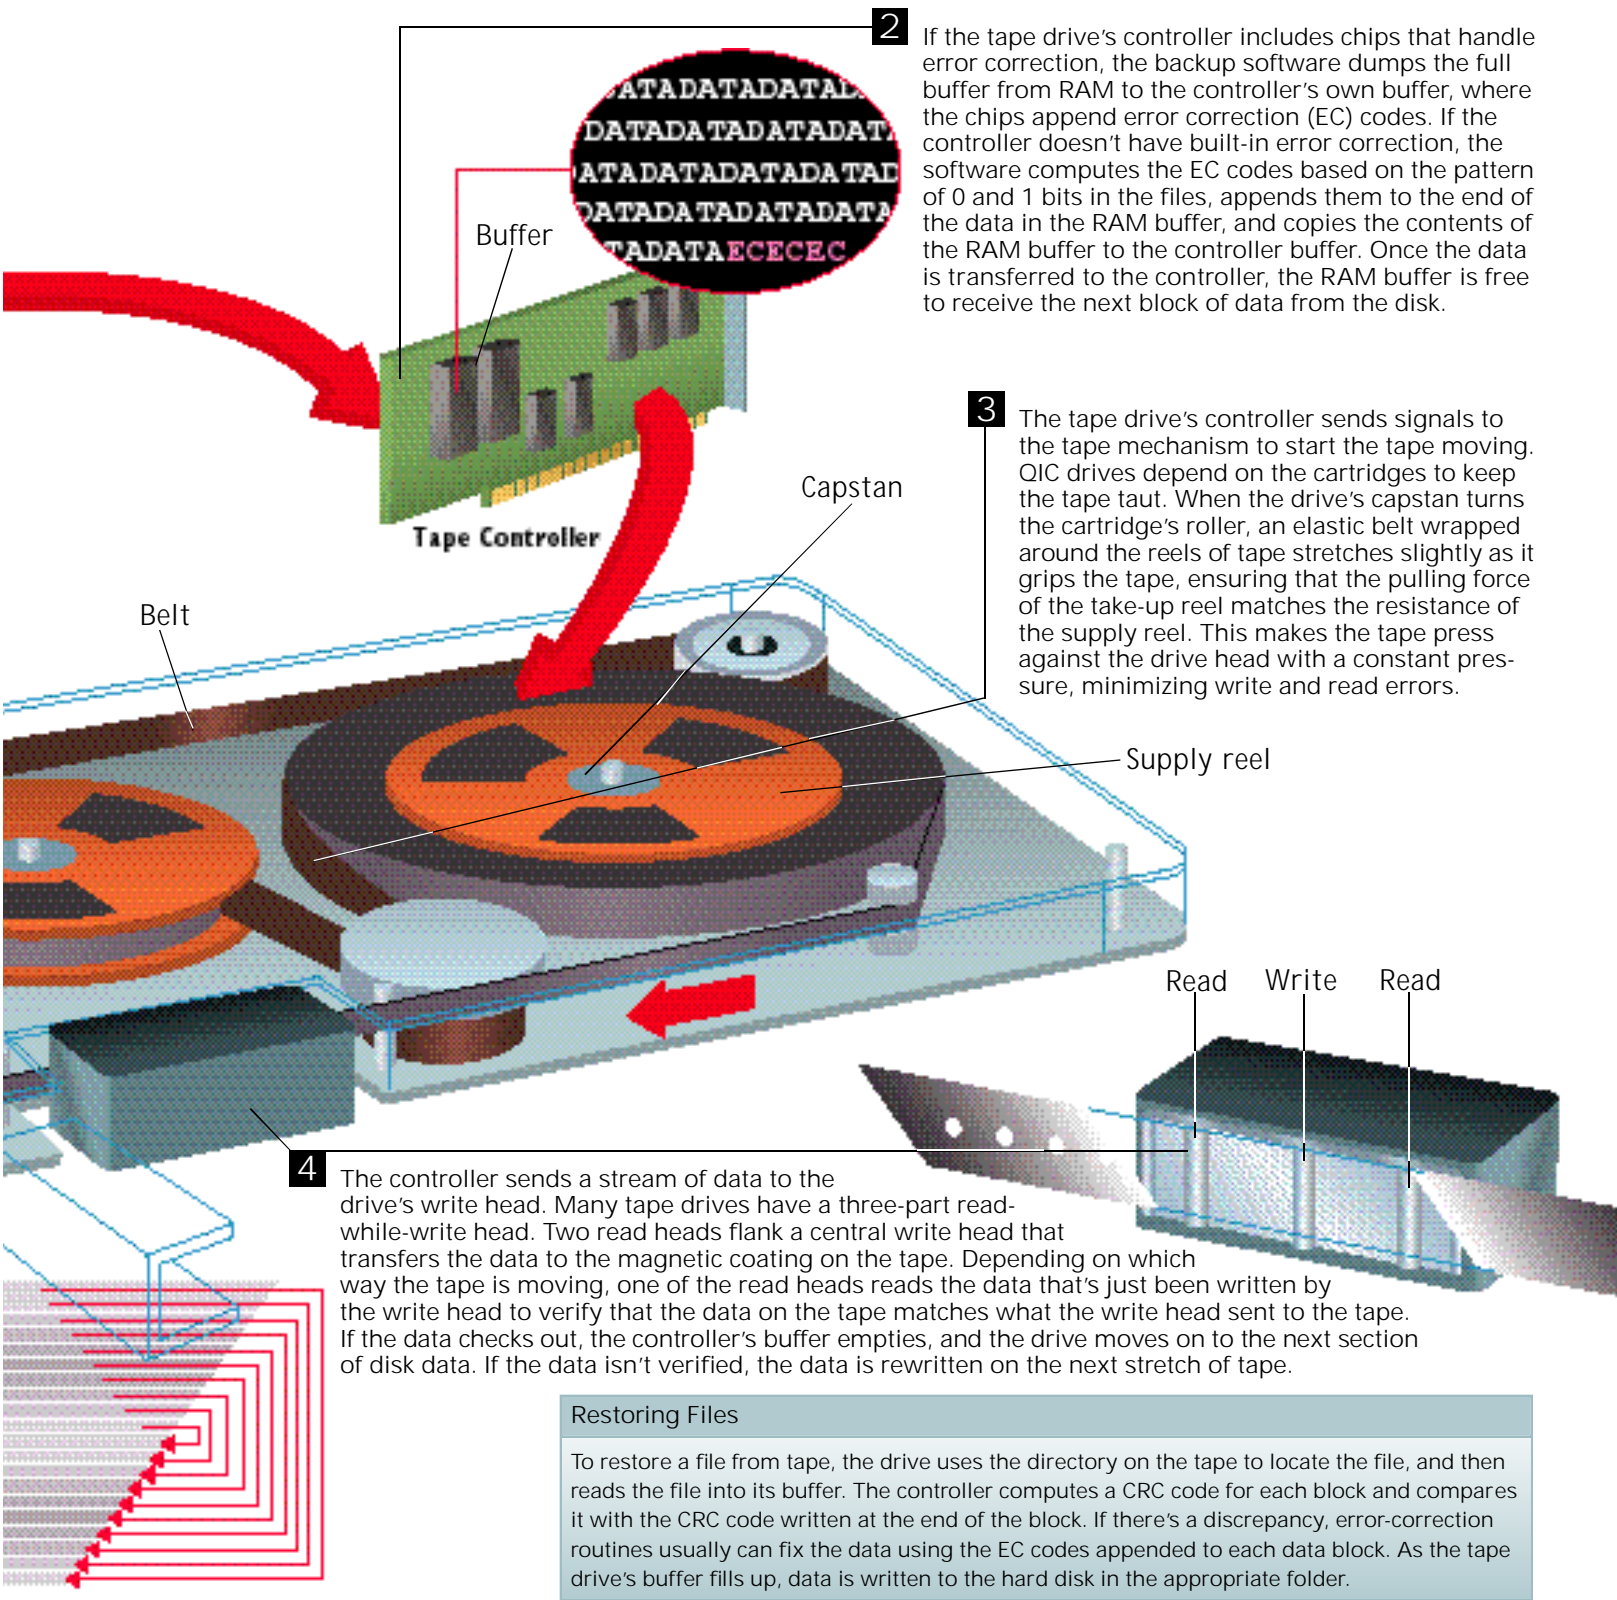 2
If the tape drive's controller includes chips that handle
error correction, the backup software dumps the full
buffer from RAM to the controller's own buffer, where
the chips append error correction (EC) codes. If the
controller doesn't have built-in error correction, the
software computes the EC codes based on the pattern
of 0 and 1 bits in the files, appends them to the end of
the data in the RAM buffer, and copies the contents of
the RAM buffer to the controller buffer. Once the data
is transferred to the controller, the RAM buffer is free
to receive the next block of data from the disk.
ATADATADATAD
DATADATADATADAT
ATADATADATADATAD
DATADATADATADATA
TADATAECECEC
Buffer
Tape Controller
3
The tape drive's controller sends signals to
the tape mechanism to start the tape moving.
QIC drives depend on the cartridges to keep
the tape taut. When the drive's capstan turns
the cartridge's roller, an elastic belt wrapped
around the reels of tape stretches slightly as it
grips the tape, ensuring that the pulling force
of the take-up reel matches the resistance of
the supply reel. This makes the tape press
against the drive head with a constant pres-
sure, minimizing write and read errors.
Capstan
Belt
Supply reel
Read Write Read
4
The controller sends a stream of data to the
drive's write head. Many tape drives have a three-part read-
while-write head. Two read heads flank a central write head that
transfers the data to the magnetic coating on the tape. Depending on which
way the tape is moving, one of the read heads reads the data that's just been written by
the write head to verify that the data on the tape matches what the write head sent to the tape.
If the data checks out, the controller's buffer empties, and the drive moves on to the next section
of disk data. If the data isn't verified, the data is rewritten on the next stretch of tape.
Restoring Files
To restore a file from tape, the drive uses the directory on the tape to locate the file, and then
reads the file into its buffer. The controller computes a CRC code for each block and compares
it with the CRC code written at the end of the block. If there's a discrepancy, error-correction
routines usually can fix the data using the EC codes appended to each data block. As the tape
drive's buffer fills up, data is written to the hard disk in the appropriate folder.